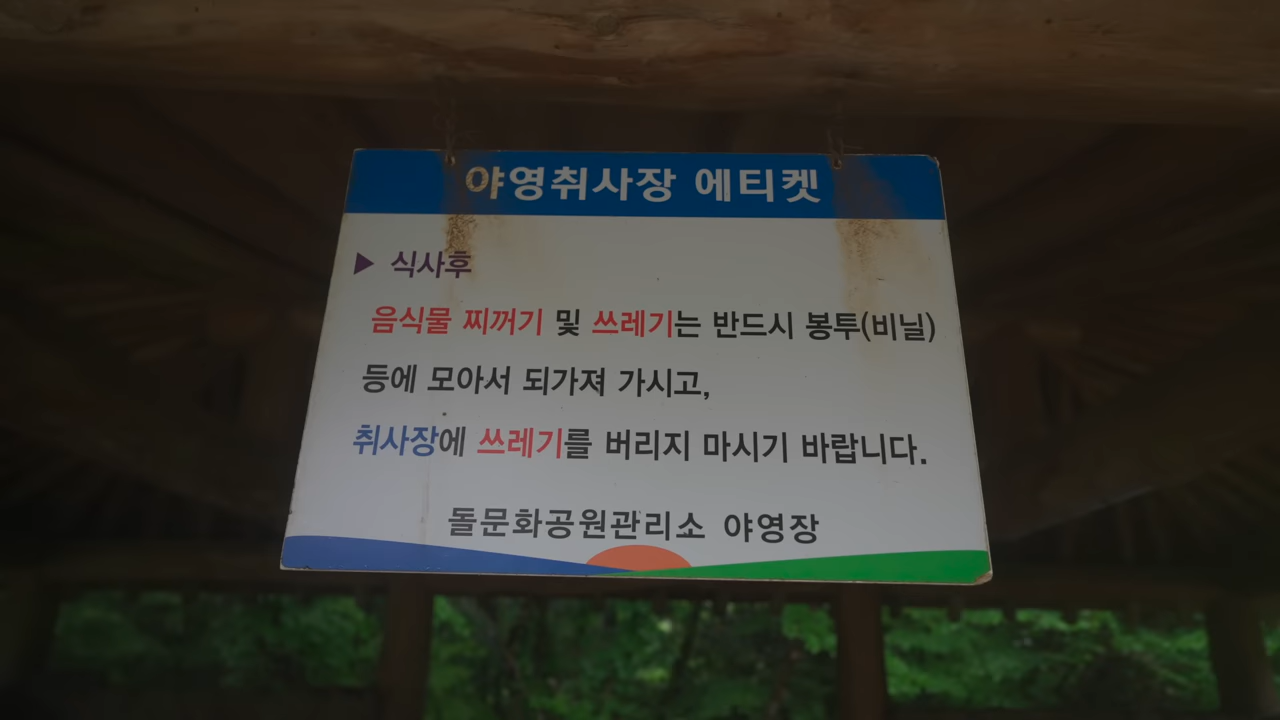 야영취사장 에티켓
▶ 식사후
음식물 찌꺼기 및 쓰레기는 반드시 봉투(비닐)
등에 모아서 되가져 가시고,
취사장에 쓰레기를 버리지 마시기 바랍니다.
돌문화공원관리소 야영장